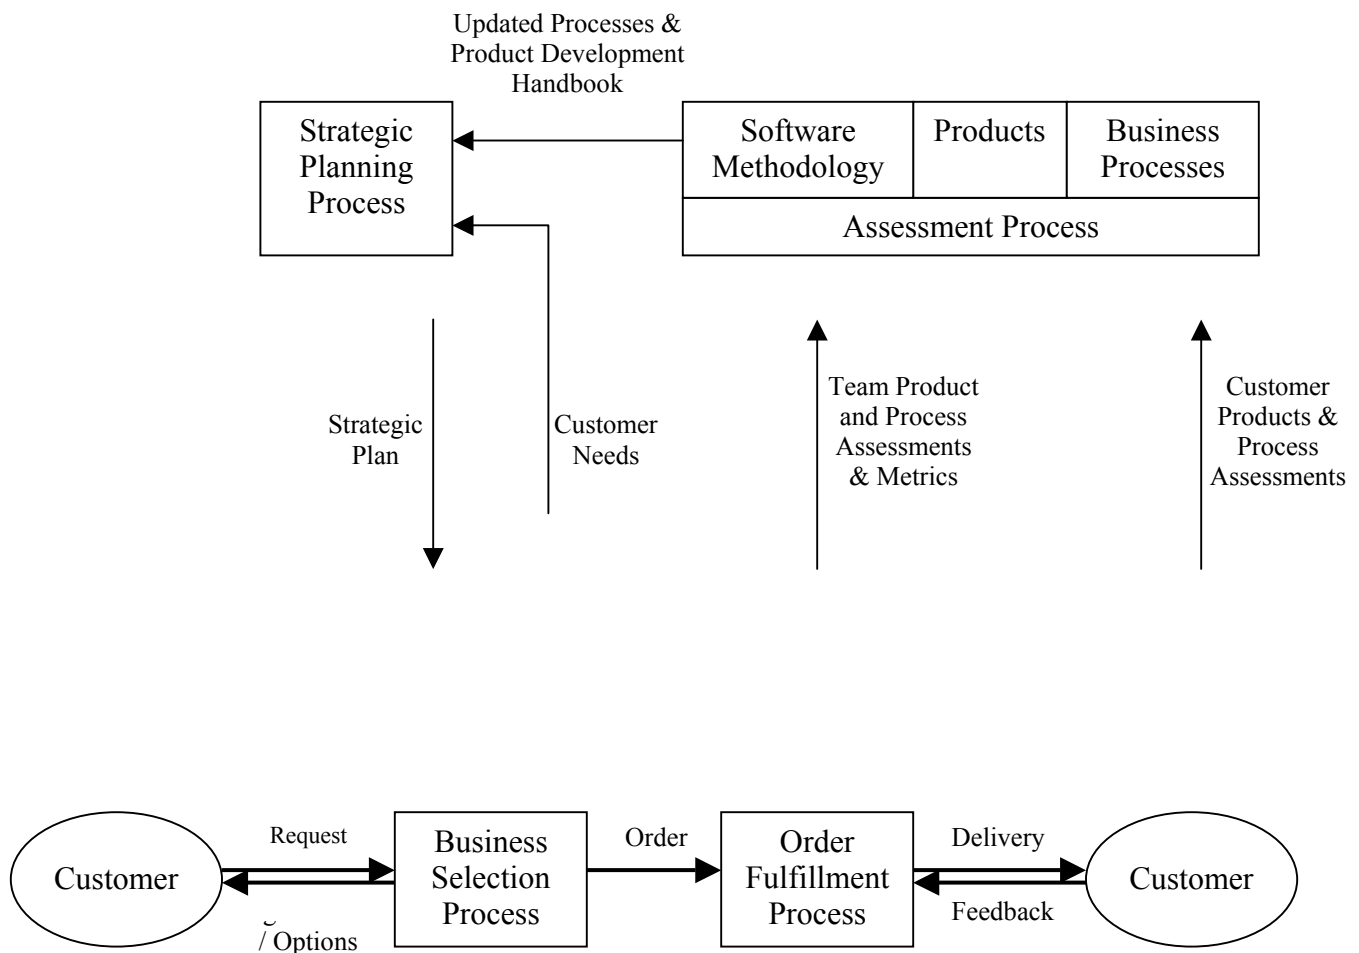 Updated Processes &
Product Development
Handbook
Strategic
Planning
Process
Software
Methodology
Products
Business
Processes
Assessment Process
Strategic
Plan
Customer
Needs
Team Product
and Process
Assessments
& Metrics
Customer
Products &
Process
Assessments
Customer
Request
/ Options
Business
Selection
Process
Order
Order
Fulfillment
Process
Delivery
Feedback
Customer